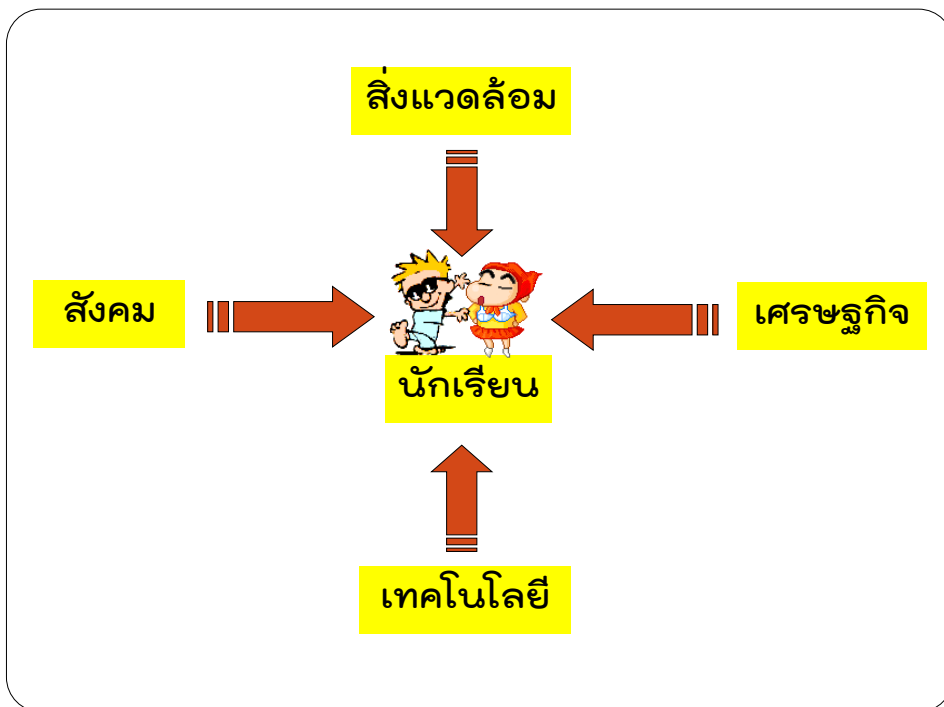 สิ่งแวดล้อม
สังคม
เศรษฐกิจ
นักเรียน
เทคโนโลยี